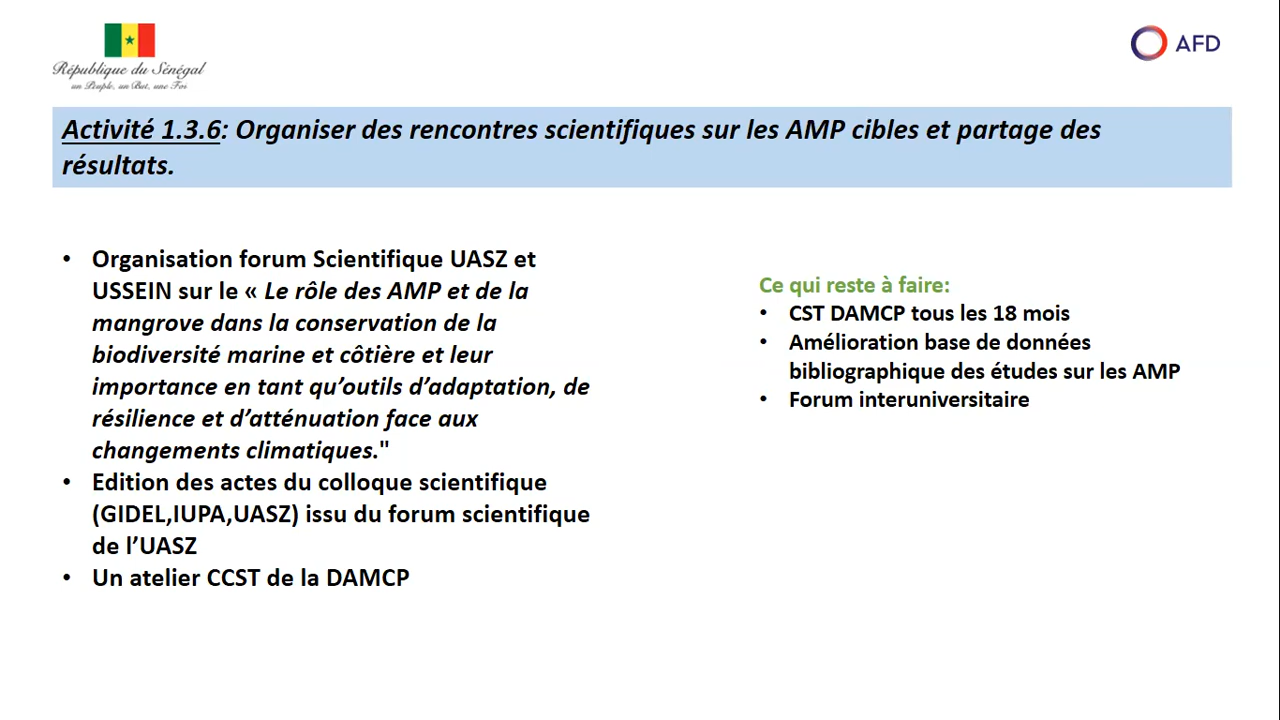 République du Sénégal
un Peuple, un But, une Foi
AFD
Activité 1.3.6: Organiser des rencontres scientifiques sur les AMP cibles et partage des
résultats.
• Organisation forum Scientifique UASZ et
USSEIN sur le « Le rôle des AMP et de la
mangrove dans la conservation de la
biodiversité marine et côtière et leur
importance en tant qu’outils d’adaptation, de
résilience et d’atténuation face aux
changements climatiques."
• Edition des actes du colloque scientifique
(GIDEL,IUPA,UASZ) issu du forum scientifique
de l’UASZ
• Un atelier CCST de la DAMCP
Ce qui reste à faire:
• CST DAMCP tous les 18 mois
• Amélioration base de données
bibliographique des études sur les AMP
• Forum interuniversitaire